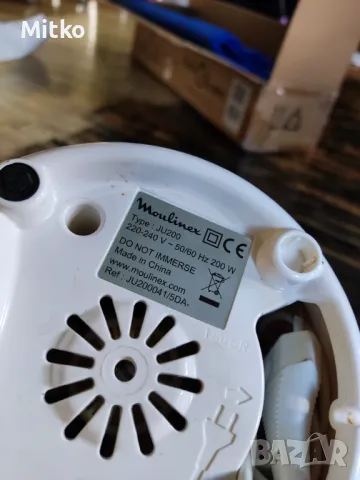 Mitko
Moulinex
Type : JU200
220-240 V ~ 50/60 Hz 200 W
DO NOT IMMERSE
Made in China
www.moulinex.com
Ref : JU200041/5DA-
BAZAR